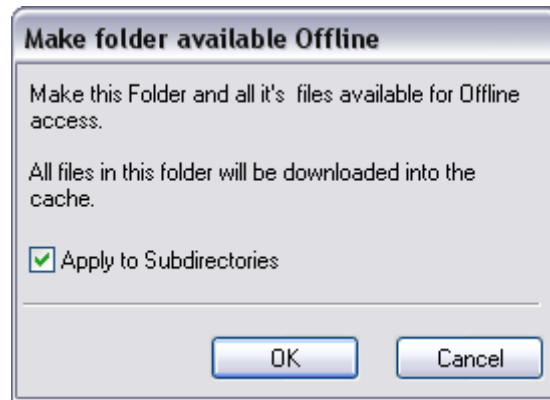 Make folder available Offline
Make this Folder and all it's  files available for Offline
access.
All files in this folder will be downloaded into the
cache.
Apply to Subdirectories
OK
Cancel